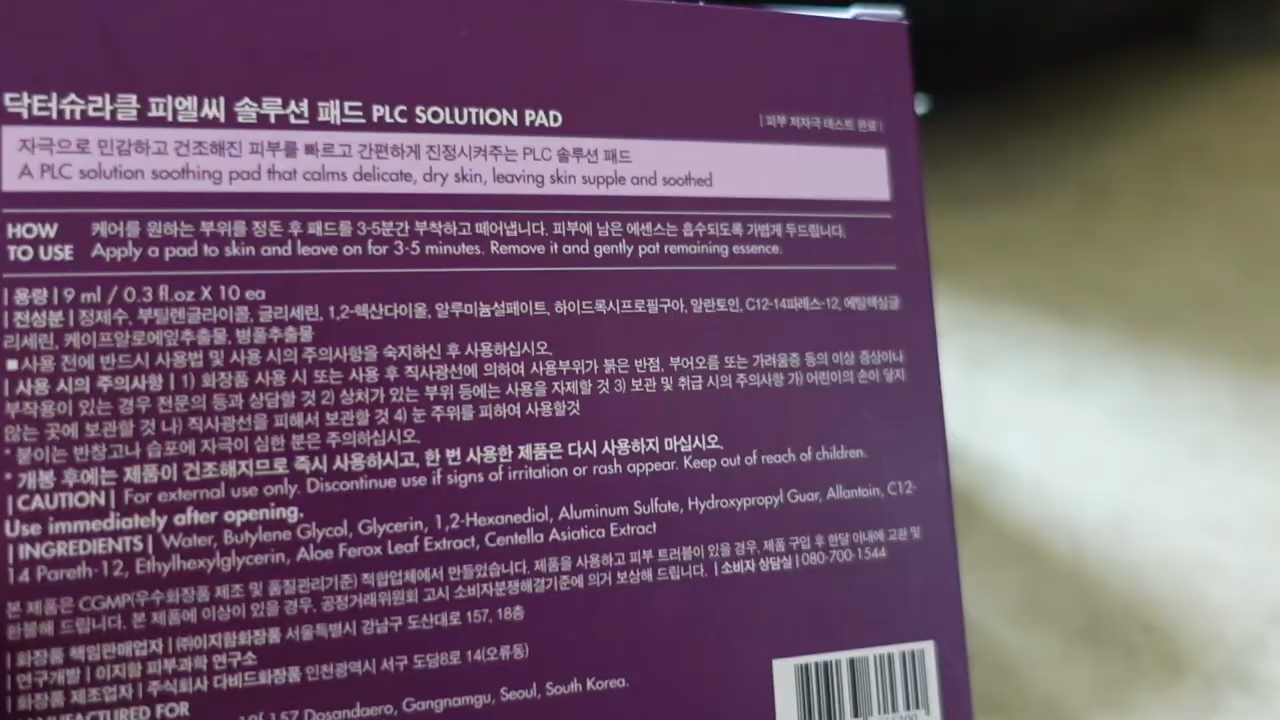 닥터슈라클 피엘씨 솔루션 패드 PLC SOLUTION PAD
| 피부 저자극 테스트 완료 |
자극으로 민감하고 건조해진 피부를 빠르고 간편하게 진정시켜주는 PLC 솔루션 패드
A PLC solution soothing pad that calms delicate, dry skin, leaving skin supple and soothed
HOW TO USE
케어를 원하는 부위를 정돈 후 패드를 3-5분간 부착하고 떼어냅니다. 피부에 남은 에센스는 흡수되도록 가볍게 두드립니다.
Apply a pad to skin and leave on for 3-5 minutes. Remove it and gently pat remaining essence.
| 용량 | 9 ml / 0.3 fl.oz X 10 ea
| 전성분 | 정제수, 부틸렌글라이콜, 글리세린, 1,2-헥산다이올, 알루미늄설페이트, 하이드록시프로필구아, 알란토인, C12-14파레스-12, 에틸헥실글
리세린, 케이프알로에잎추출물, 병풀추출물
■사용 전에 반드시 사용법 및 사용 시의 주의사항을 숙지하신 후 사용하십시오.
| 사용 시의 주의사항 | 1) 화장품 사용 시 또는 사용 후 직사광선에 의하여 사용부위가 붉은 반점, 부어오름 또는 가려움증 등의 이상 증상이나
부작용이 있는 경우 전문의 등과 상담할 것 2) 상처가 있는 부위 등에는 사용을 자제할 것 3) 보관 및 취급 시의 주의사항 가) 어린이의 손이 닿지
않는 곳에 보관할 것 나) 직사광선을 피해서 보관할 것 4) 눈 주위를 피하여 사용할것
* 붙이는 반창고나 습포에 자극이 심한 분은 주의하십시오.
* 개봉 후에는 제품이 건조해지므로 즉시 사용하시고, 한 번 사용한 제품은 다시 사용하지 마십시오.
| CAUTION | For external use only. Discontinue use if signs of irritation or rash appear. Keep out of reach of children.
Use immediately after opening.
| INGREDIENTS | Water, Butylene Glycol, Glycerin, 1,2-Hexanediol, Aluminum Sulfate, Hydroxypropyl Guar, Allantoin, C12-
14 Pareth-12, Ethylhexylglycerin, Aloe Ferox Leaf Extract, Centella Asiatica Extract
본 제품은 CGMP(우수화장품 제조 및 품질관리기준) 적합업체에서 만들었습니다. 제품을 사용하고 피부 트러블이 있을 경우, 제품 구입 후 한달 이내에 교환 및
환불해 드립니다. 본 제품에 이상이 있을 경우, 공정거래위원회 고시 소비자분쟁해결기준에 의거 보상해 드립니다. | 소비자 상담실 | 080-700-1544
| 화장품 책임판매업자 | ㈜이지함화장품 서울특별시 강남구 도산대로 157, 18층
| 연구개발 | 이지함 피부과학 연구소
| 화장품 제조업자 | 주식회사 다비드화장품 인천광역시 서구 도담8로 14(오류동)
MANUFACTURED FOR
157 Dosandaero, Gangnamgu, Seoul, South Korea.